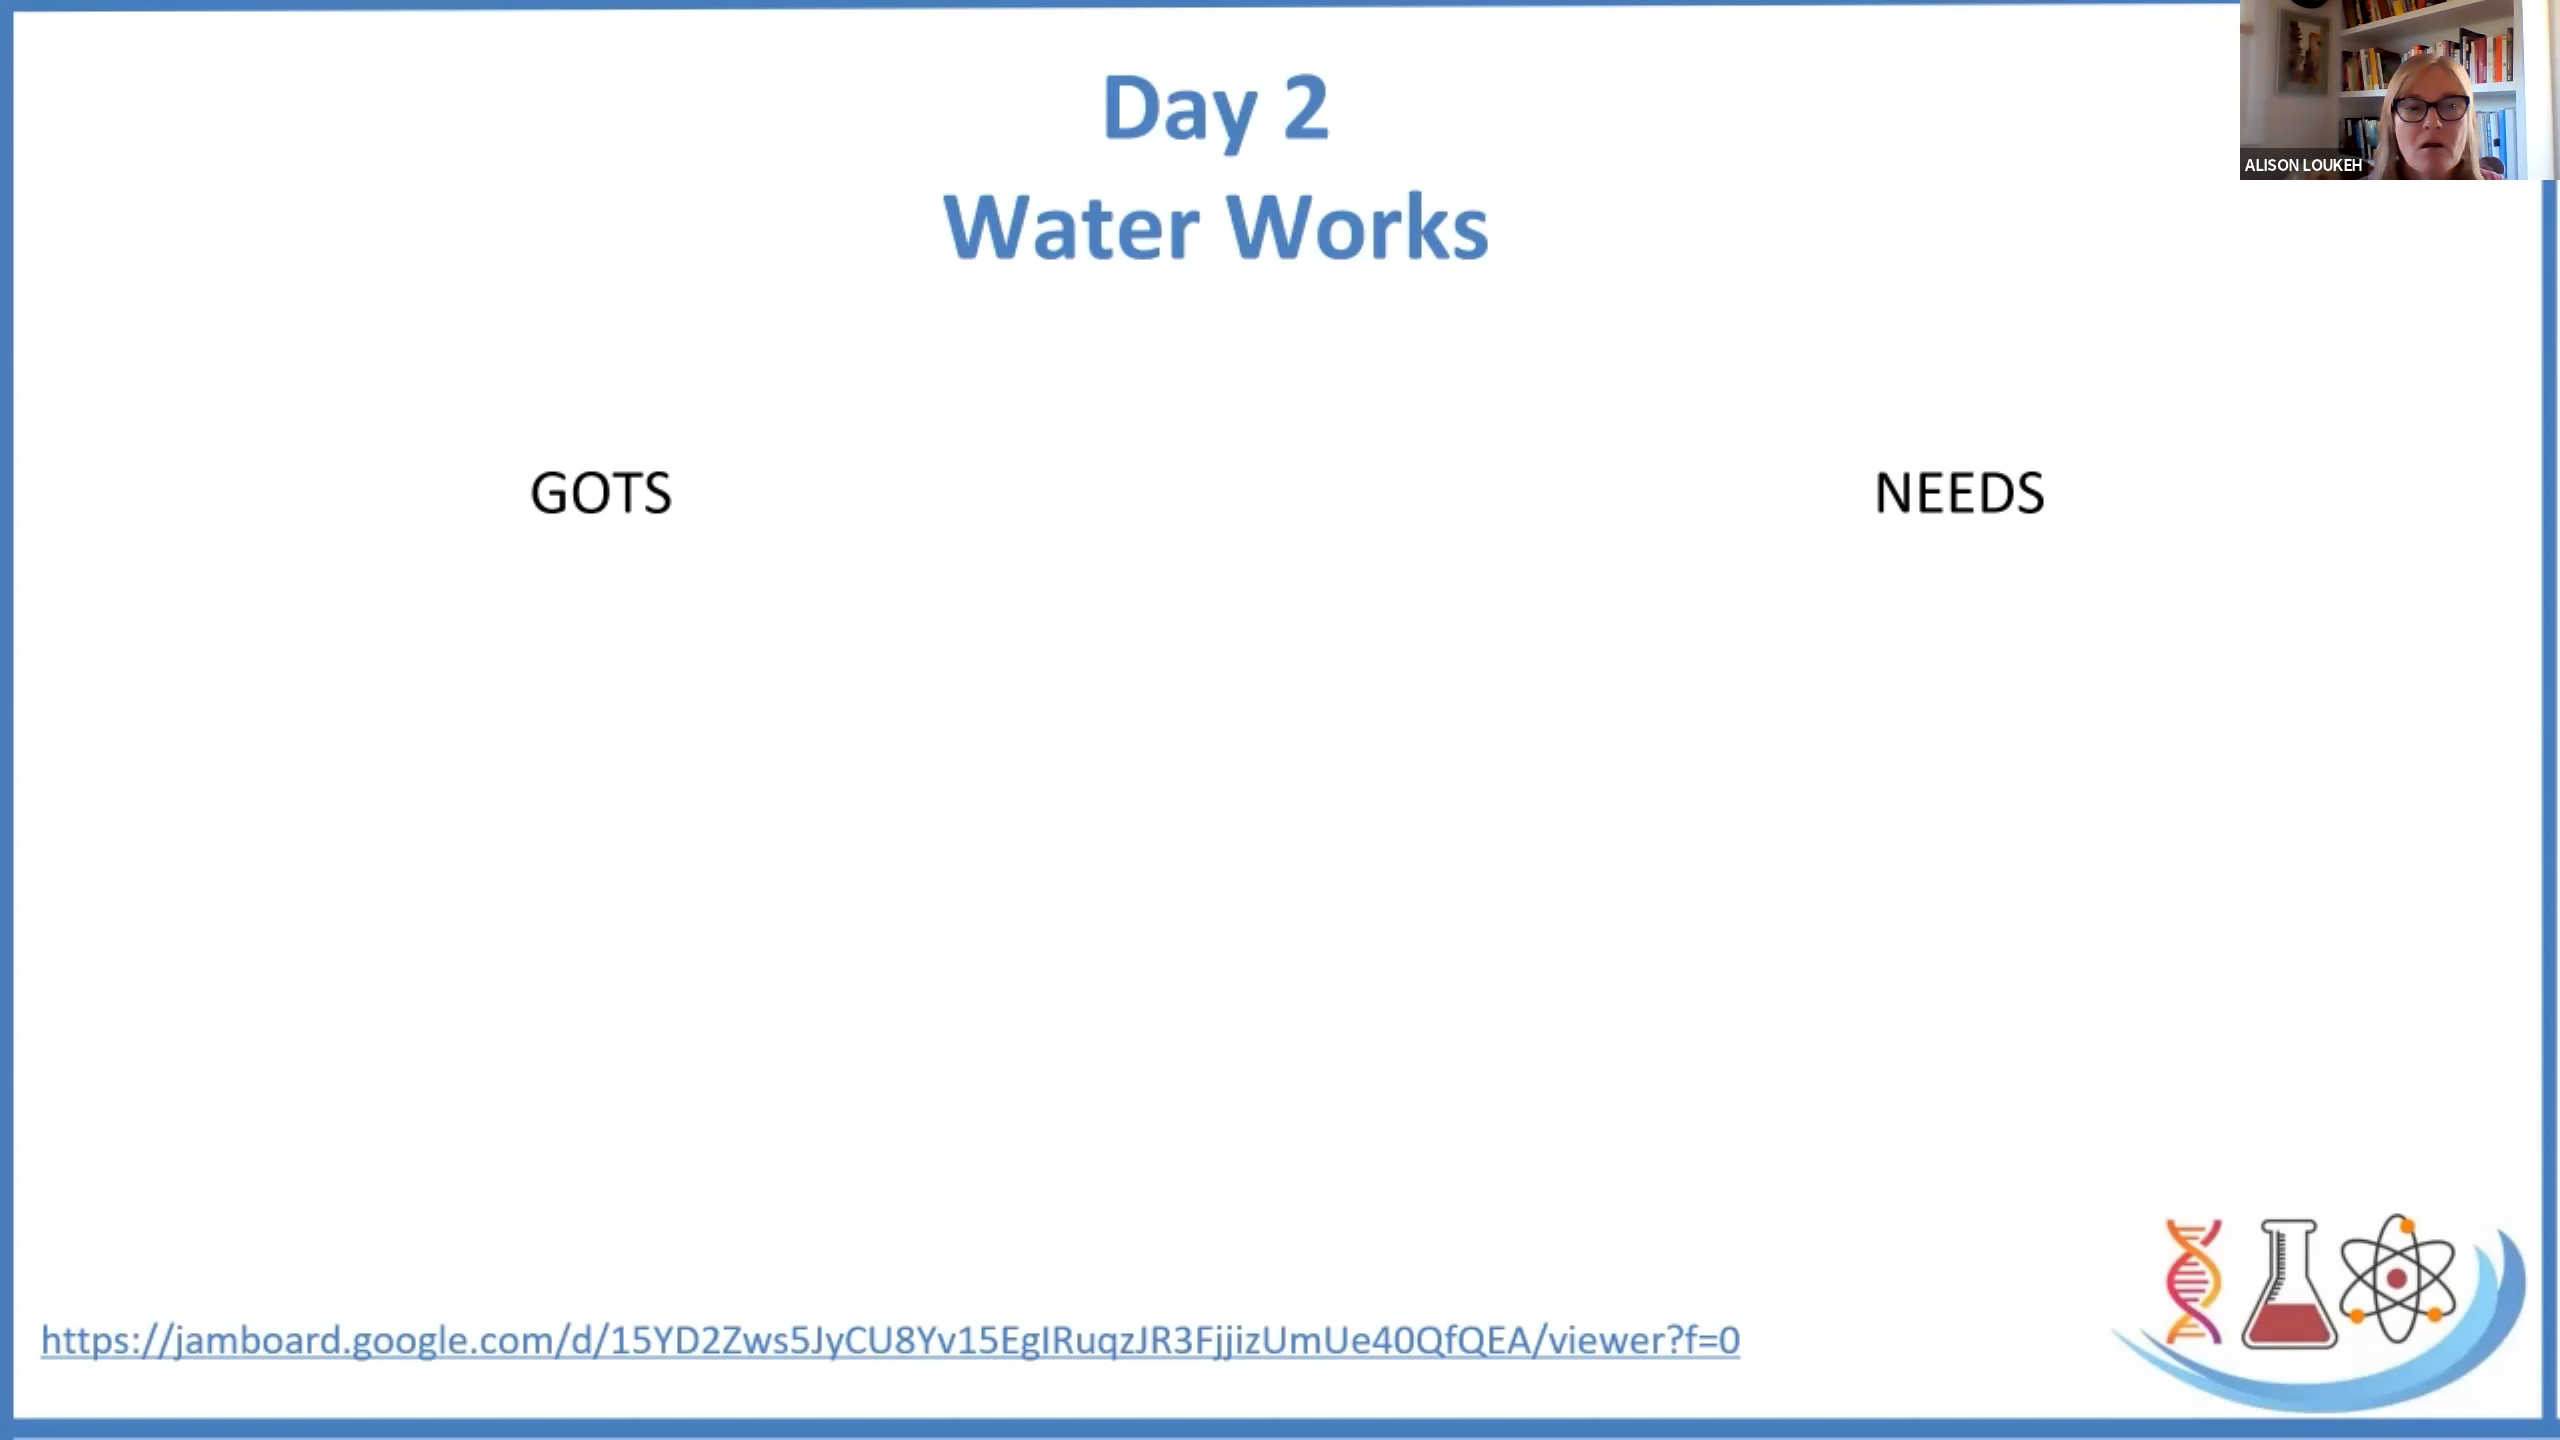 Day 2
Water Works
ALISON LOUKEH
GOTS
NEEDS
https://jamboard.google.com/d/15YD2Zws5JyCU8Yv15EgIRuqzJR3FjjizUmUe40QfQEA/viewer?f=0